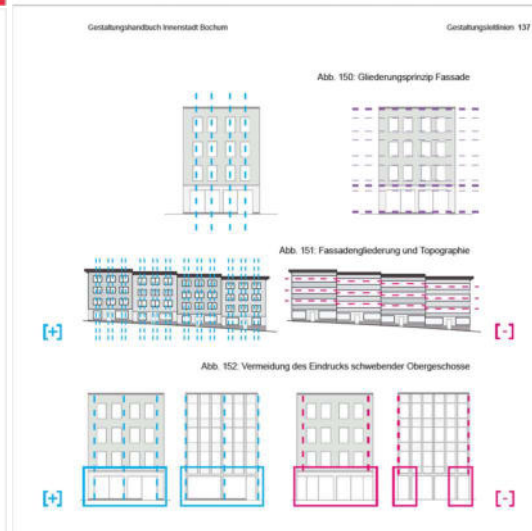 Gestaltungshandbuch Innenstadt Bochum
Gestaltungsleitlinien 137
Abb. 150: Gliederungsprinzip Fassade
Abb. 151: Fassadengliederung und Topographie
[+]
[-]
Abb. 152: Vermeidung des Eindrucks schwebender Obergeschosse
[+]
[-]